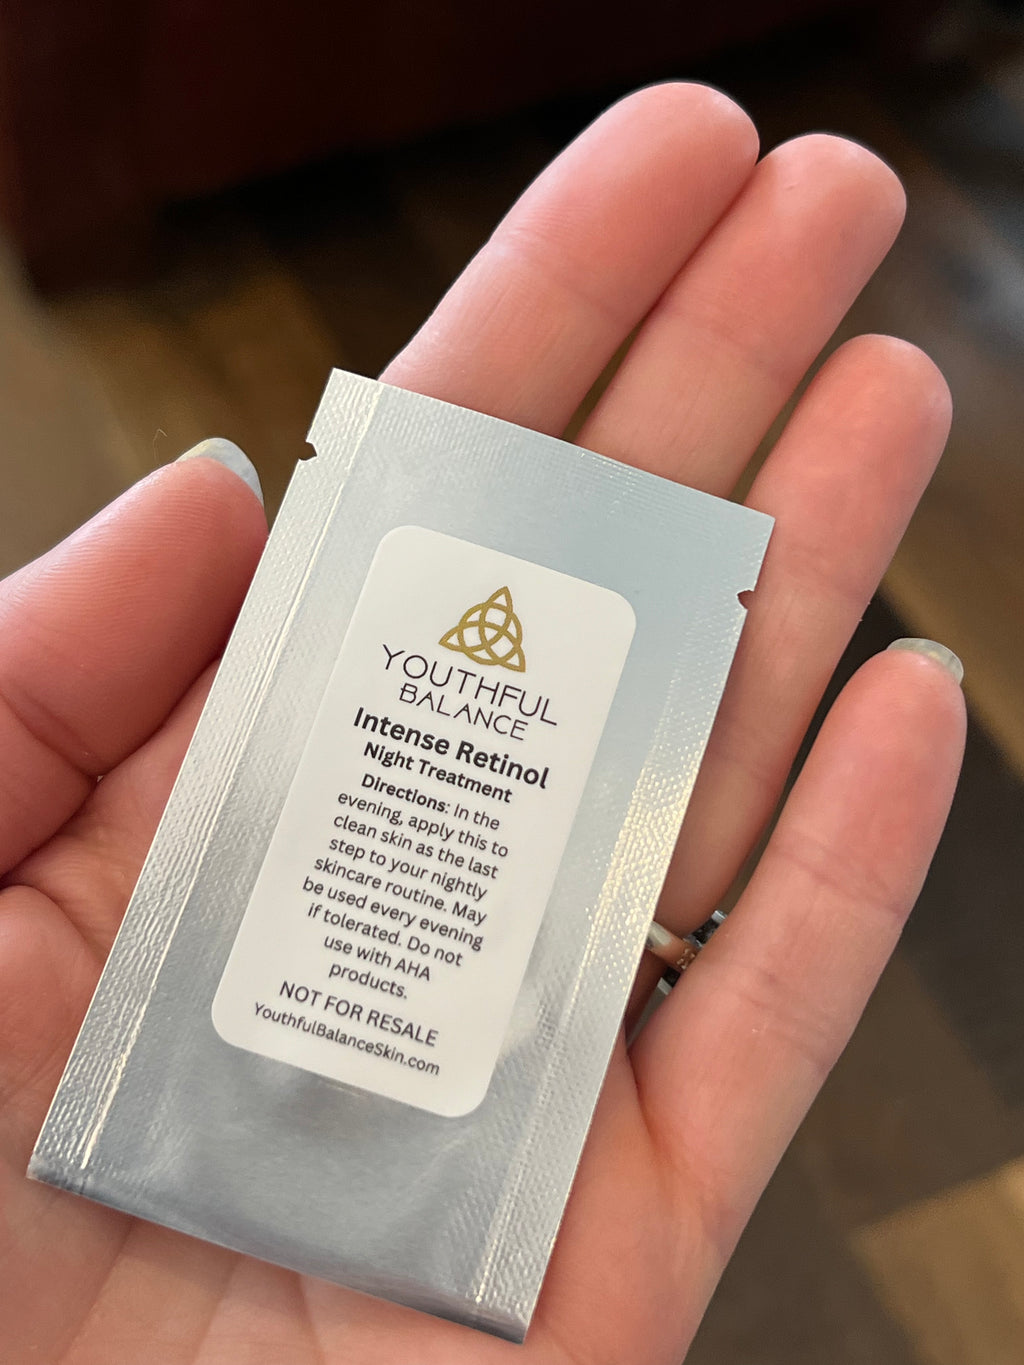 YOUTHFUL
BALANCE
Intense Retinol
Night Treatment
Directions: In the
evening, apply this to
clean skin as the last
step to your nightly
skincare routine. May
be used every evening
if tolerated. Do not
use with AHA
products.
NOT FOR RESALE
YouthfulBalanceSkin.com